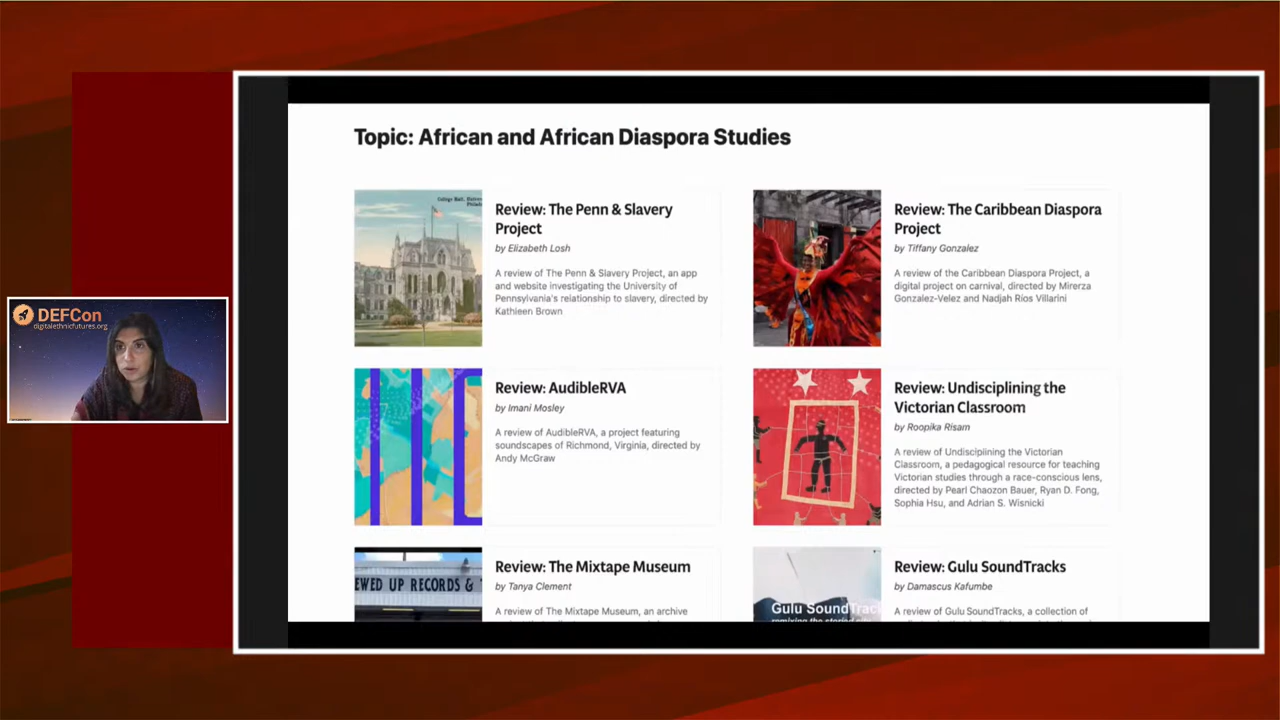 Topic: African and African Diaspora Studies
Review: The Penn & Slavery
Project
by Elizabeth Losh
A review of The Penn & Slavery Project, an app
and website investigating the University of
Pennsylvania's relationship to slavery, directed by
Kathleen Brown
Review: The Caribbean Diaspora
Project
by Tiffany Gonzalez
A review of the Caribbean Diaspora Project, a
digital project on carnival, directed by Mirerza
Gonzalez-Velez and Nadjah Ríos Villarini
DEFCon
digitalethnicfutures.org
Review: AudibleRVA
by Imani Mosley
A review of AudibleRVA, a project featuring
soundscapes of Richmond, Virginia, directed by
Andy McGraw
Review: Undisciplining the
Victorian Classroom
by Roopika Risam
A review of Undisciplining the Victorian
Classroom, a pedagogical resource for teaching
Victorian studies through a race-conscious lens,
directed by Pearl Chaozon Bauer, Ryan D. Fong,
Sophia Hsu, and Adrian S. Wisnicki
EWED UP RECORDS &
Review: The Mixtape Museum
by Tanya Clement
A review of The Mixtape Museum, an archive
Gulu SoundTrac
Review: Gulu SoundTracks
by Damascus Kafumbe
A review of Gulu SoundTracks, a collection of